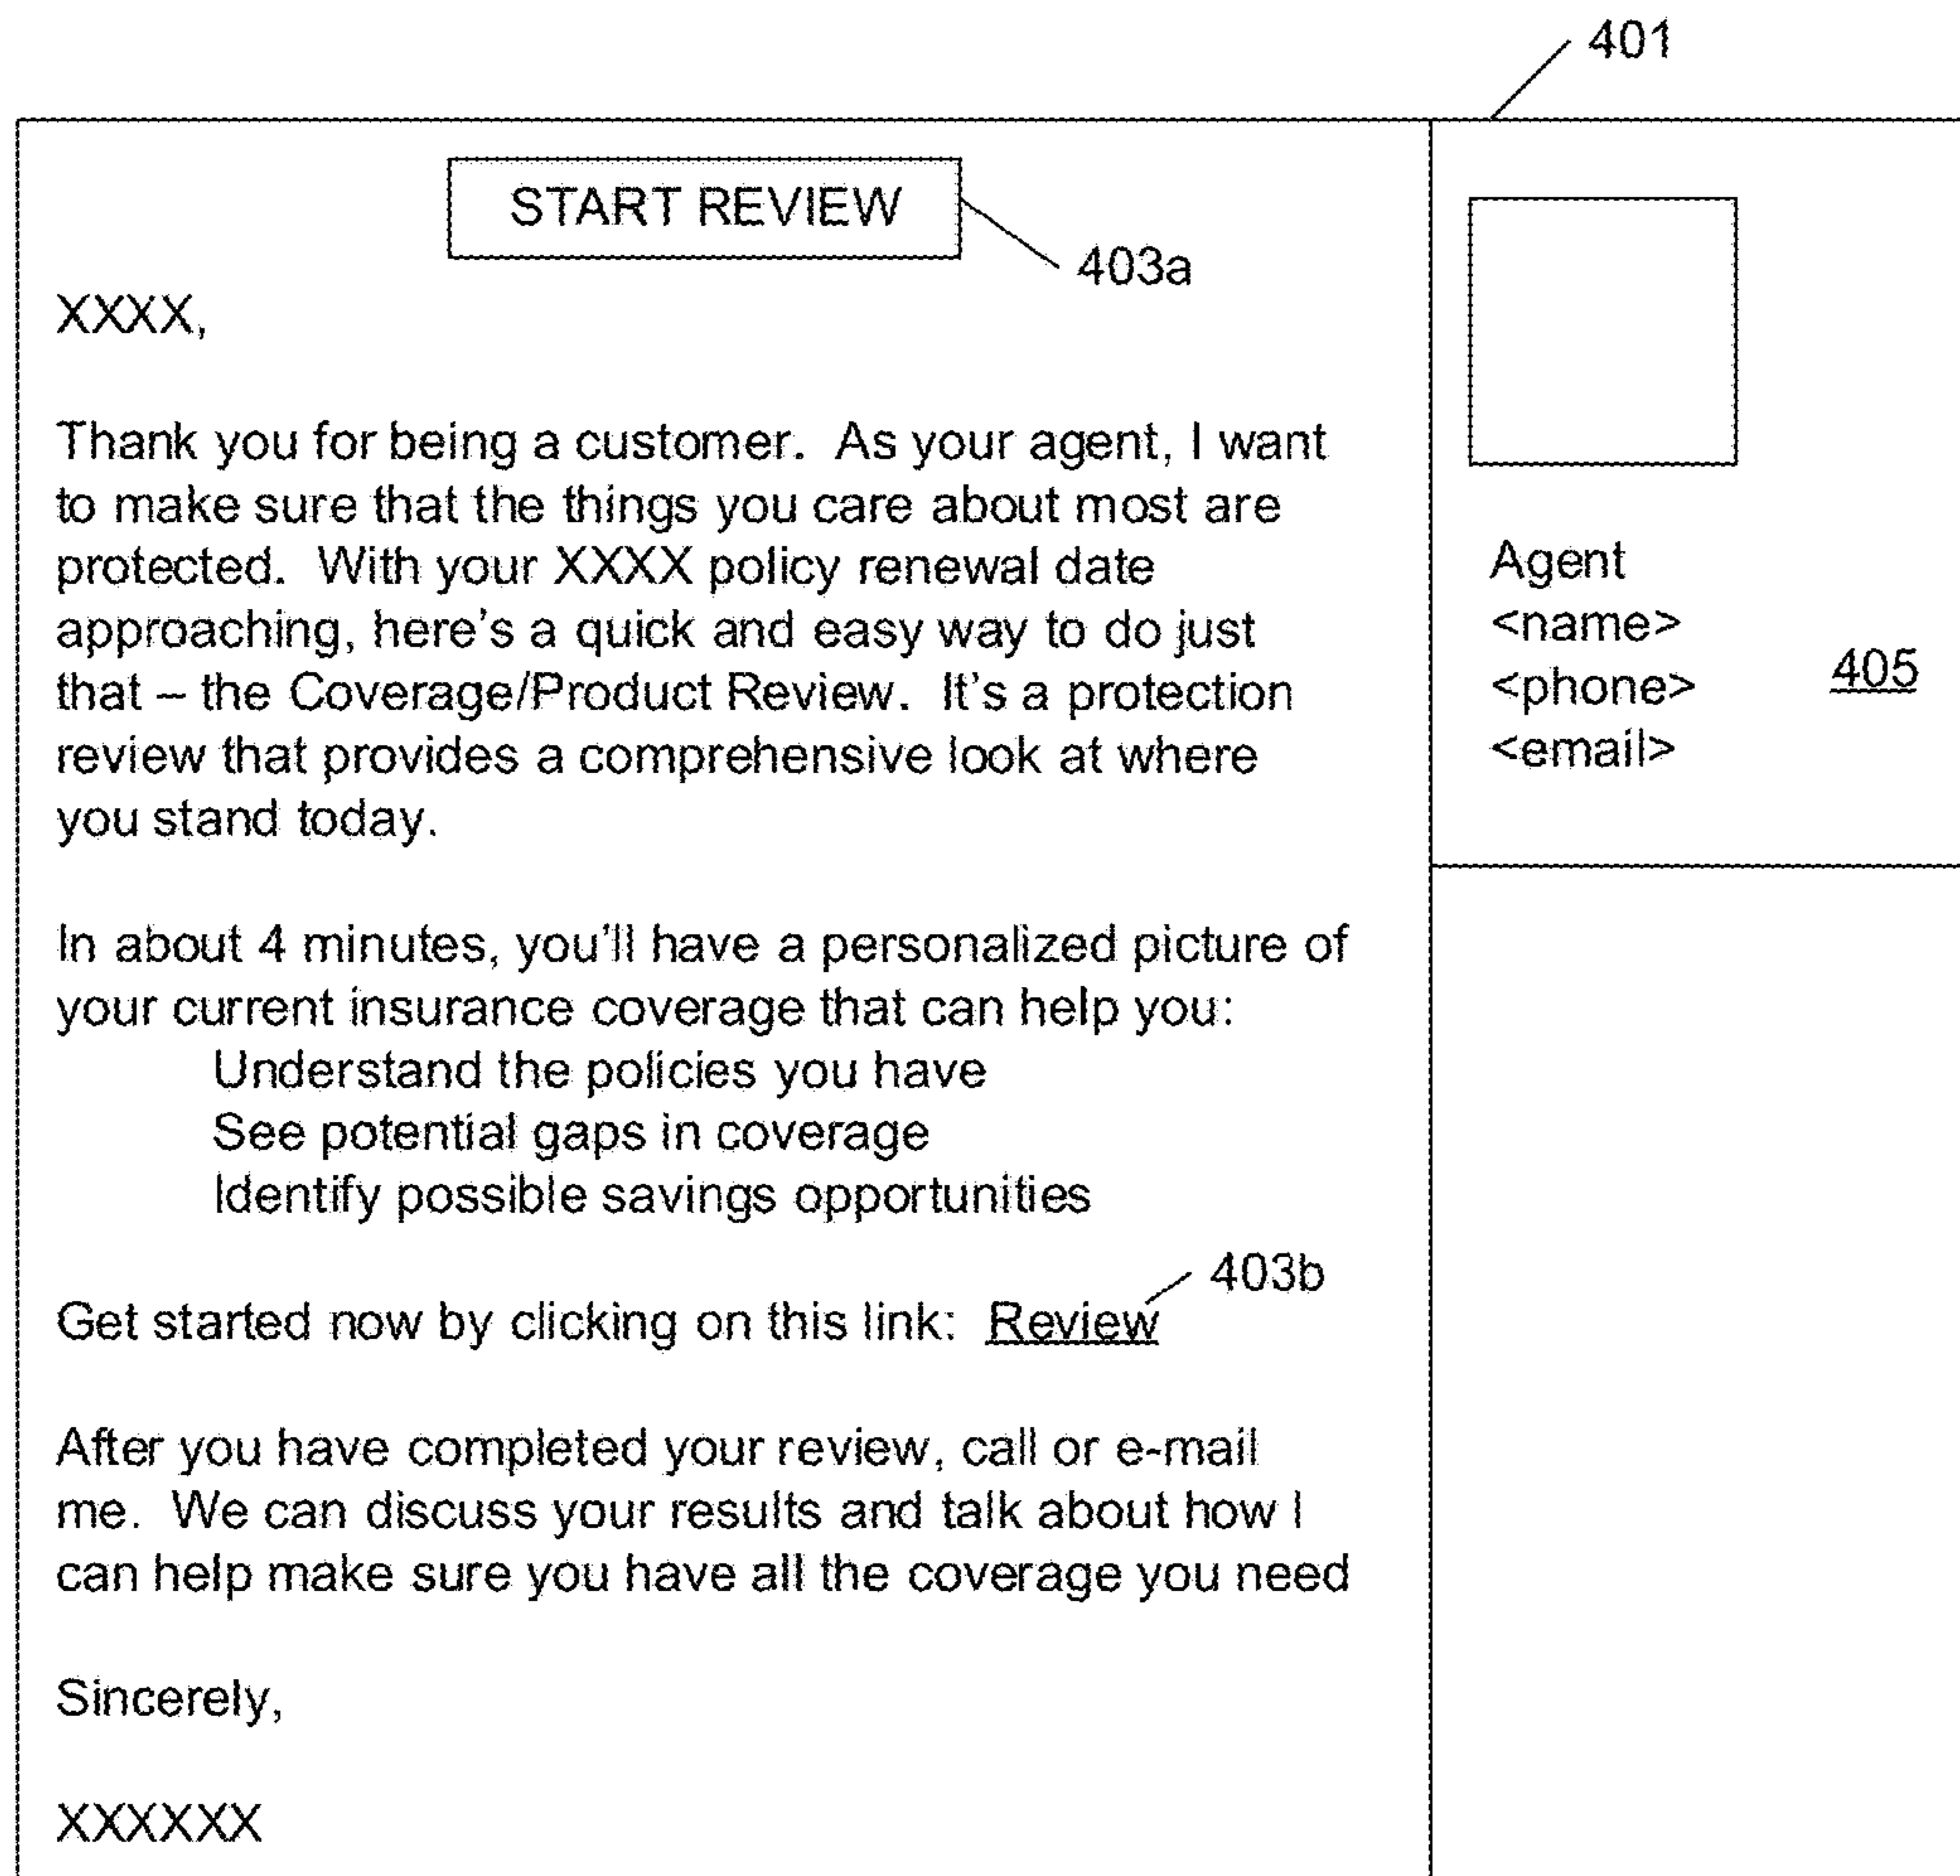 401
START REVIEW
403a
XXXX,
Thank you for being a customer.  As your agent, I want
to make sure that the things you care about most are
protected.  With your XXXX policy renewal date
approaching, here's a quick and easy way to do just
that – the Coverage/Product Review.  It's a protection
review that provides a comprehensive look at where
you stand today.
In about 4 minutes, you'll have a personalized picture of
your current insurance coverage that can help you:
Understand the policies you have
See potential gaps in coverage
Identify possible savings opportunities
403b
Get started now by clicking on this link:  Review
After you have completed your review, call or e-mail
me.  We can discuss your results and talk about how I
can help make sure you have all the coverage you need
Sincerely,
XXXXXX
Agent
<name>
<phone>
<email>
405